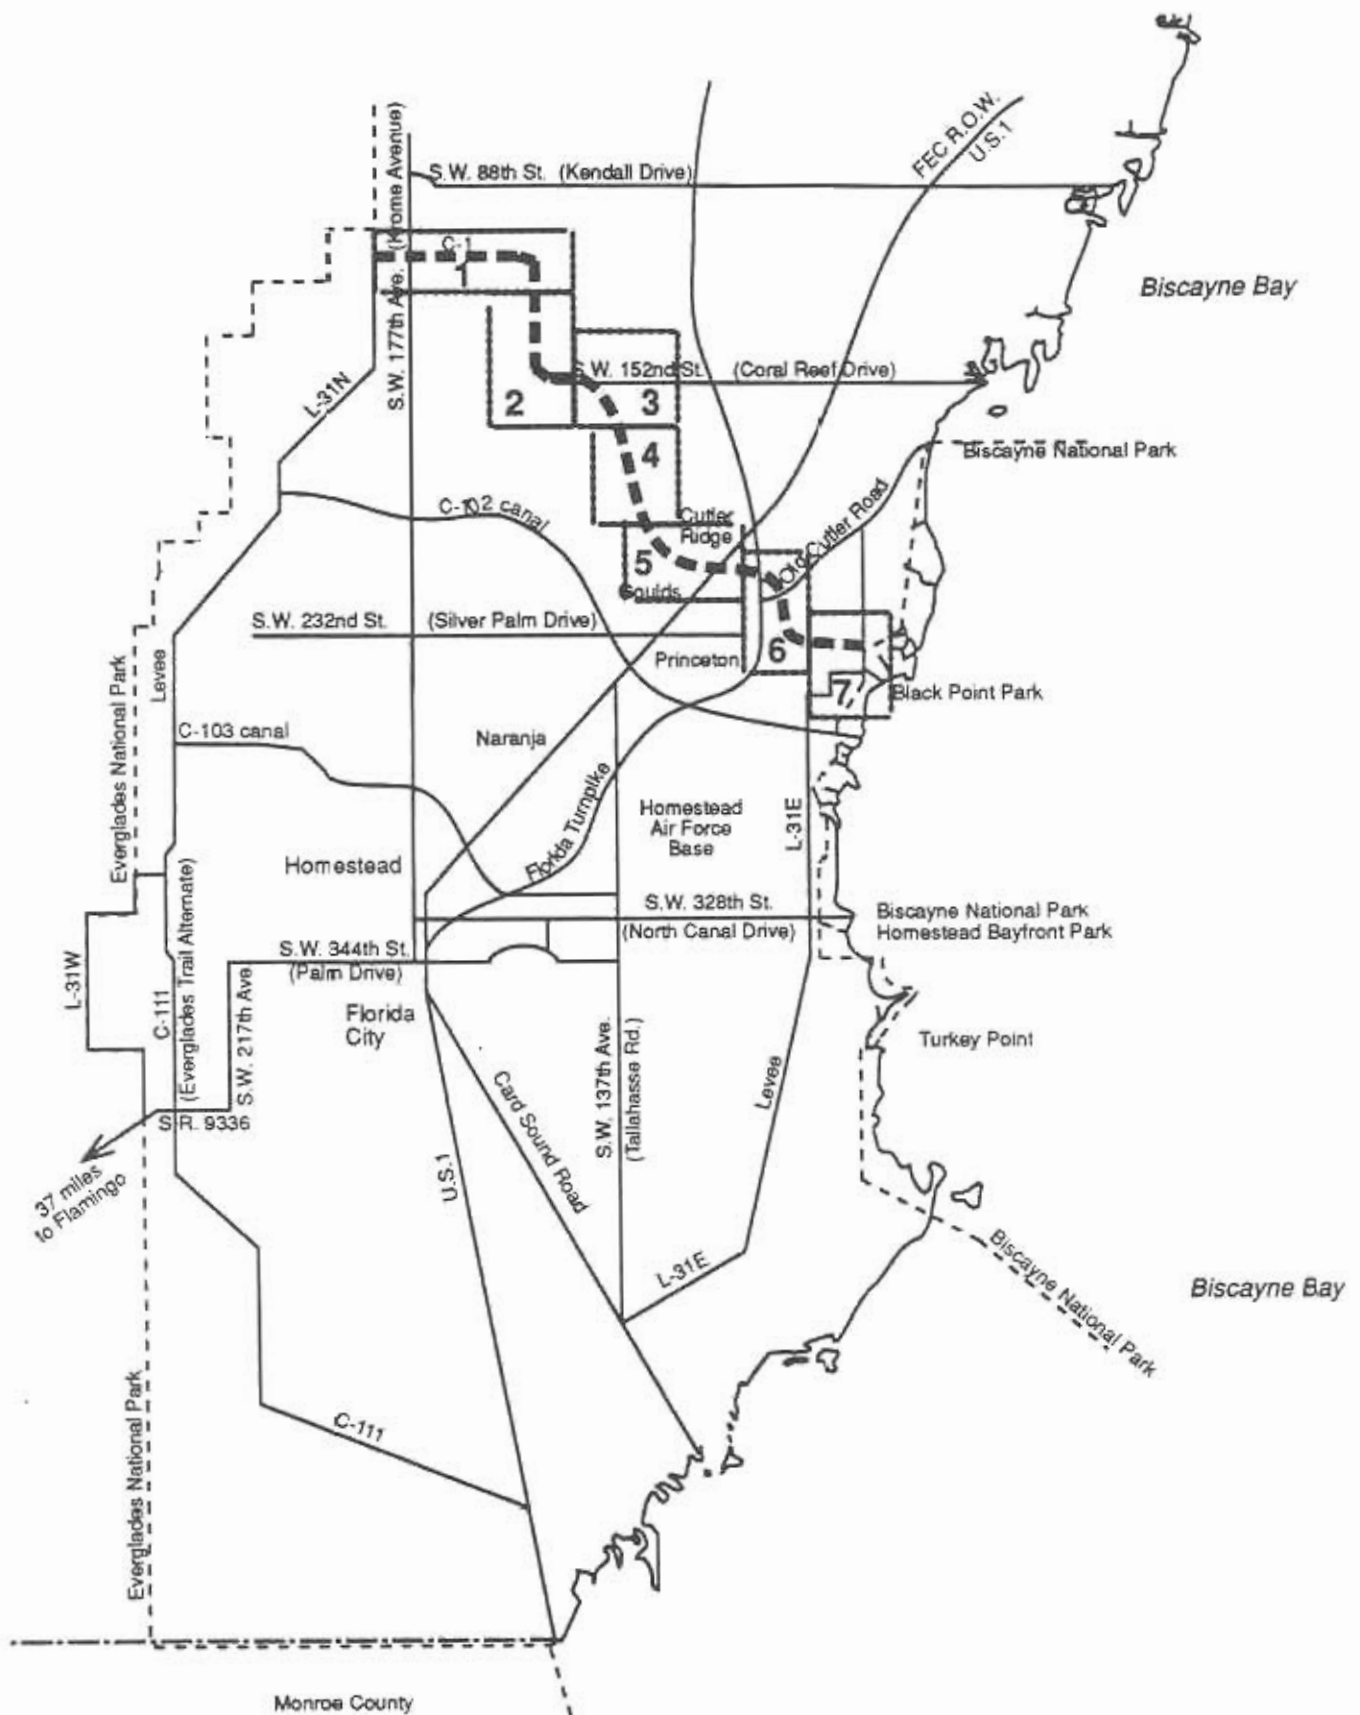 FEC R.O.W.
U.S.1
S.W. 88th St. (Kendall Drive)
(Krome Avenue)
S.W. 177th Ave.
C-1
1
Biscayne Bay
L-31N
S.W. 152nd St. (Coral Reef Drive)
2
3
4
Biscayne National Park
C-102 canal
Cutler
Ridge
Old Cutler Road
5
Goulds
S.W. 232nd St. (Silver Palm Drive)
Princeton
6
7
Black Point Park
Everglades National Park
Levee
C-103 canal
Naranja
Florida Turnpike
Homestead
Air Force
Base
L-31E
Homestead
S.W. 328th St.
(North Canal Drive)
Biscayne National Park
Homestead Bayfront Park
S.W. 344th St.
(Palm Drive)
L-31W
C-111
(Everglades Trail Alternate)
S.W. 217th Ave.
Florida
City
Turkey Point
S.W. 137th Ave.
(Tallahasse Rd.)
Levee
Card Sound Road
S.R. 9336
37 miles
to Flamingo
U.S.1
L-31E
Biscayne National Park
Biscayne Bay
C-111
Everglades National Park
Monroe County